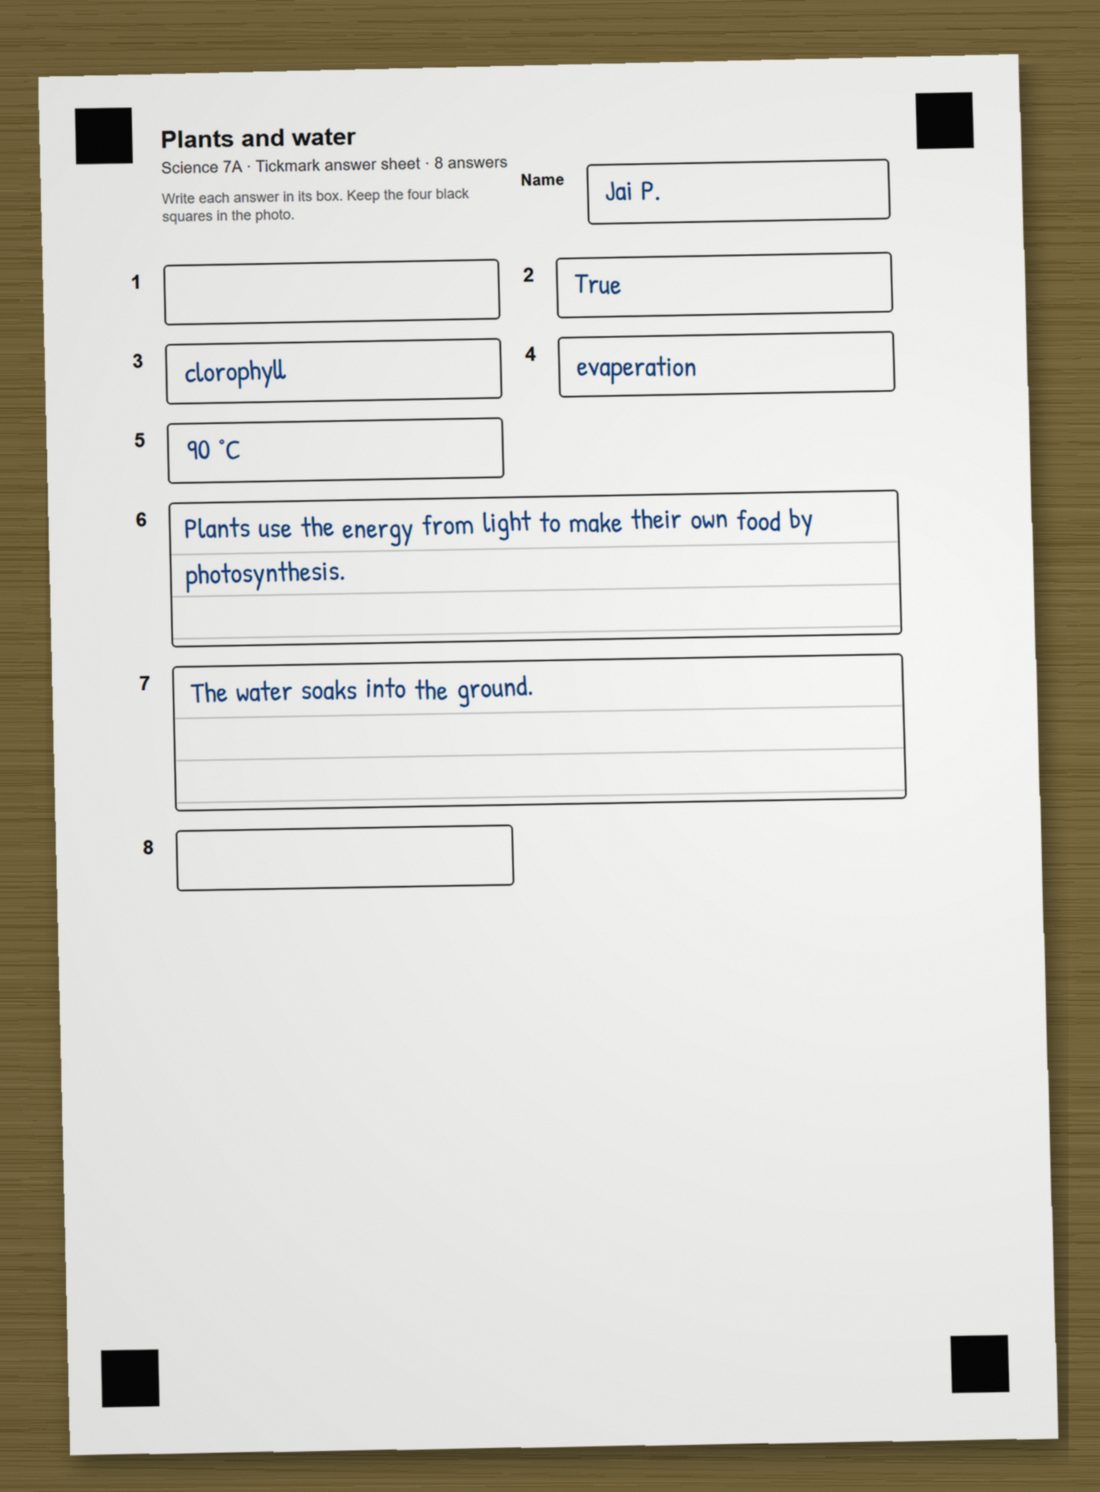 Plants and water
Science 7A · Tickmark answer sheet · 8 answers
Write each answer in its box. Keep the four black
squares in the photo.
Name
Jai P.
1
2
True
3
clorophyll
4
evaperation
5
90 °C
6
Plants use the energy from light to make their own food by
photosynthesis.
7
The water soaks into the ground.
8